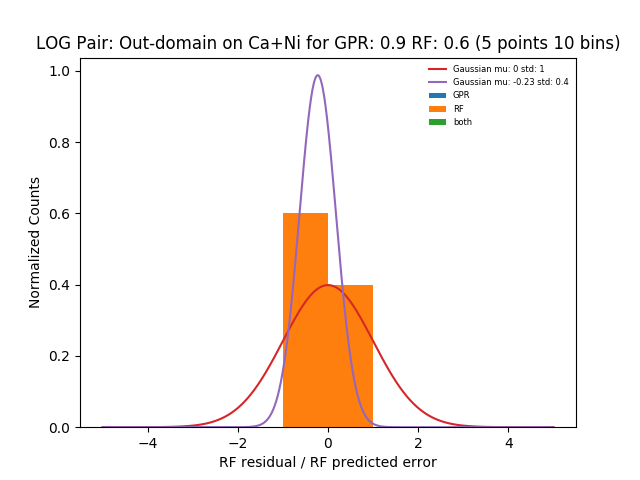 LOG Pair: Out-domain on Ca+Ni for GPR: 0.9 RF: 0.6 (5 points 10 bins)
Gaussian mu: 0 std: 1
Gaussian mu: -0.23 std: 0.4
GPR
RF
both
1.0
0.8
0.6
0.4
0.2
0.0
Normalized Counts
−4
−2
0
2
4
RF residual / RF predicted error